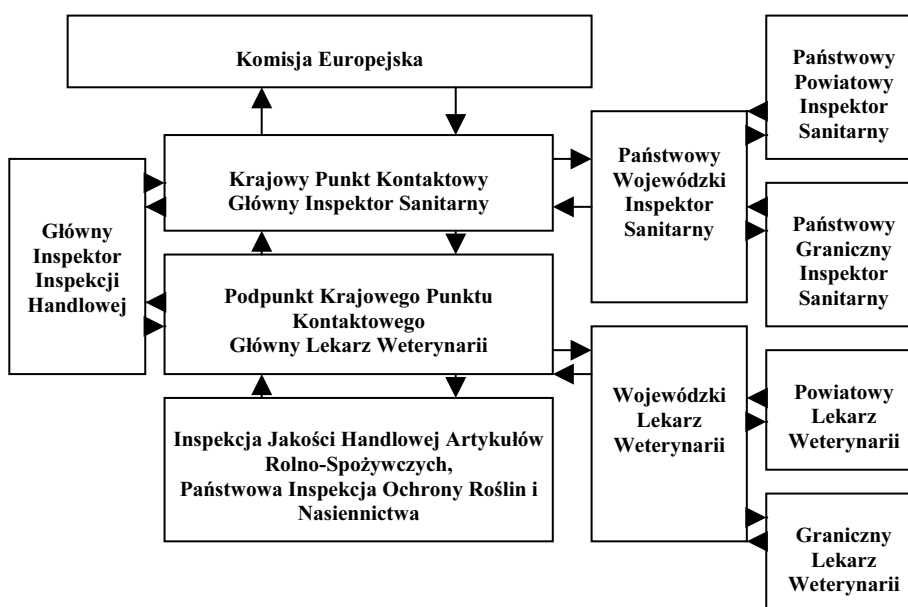 Komisja Europejska
Państwowy
Powiatowy
Inspektor
Sanitarny
Krajowy Punkt Kontaktowy
Główny Inspektor Sanitarny
Państwowy
Wojewódzki
Inspektor
Sanitarny
Główny
Inspektor
Inspekcji
Handlowej
Państwowy
Graniczny
Inspektor
Sanitarny
Podpunkt Krajowego Punktu
Kontaktowego
Główny Lekarz Weterynarii
Wojewódzki
Lekarz
Weterynarii
Powiatowy
Lekarz
Weterynarii
Inspekcja Jakości Handlowej Artykułów
Rolno-Spożywczych,
Państwowa Inspekcja Ochrony Roślin i
Nasiennictwa
Graniczny
Lekarz
Weterynarii